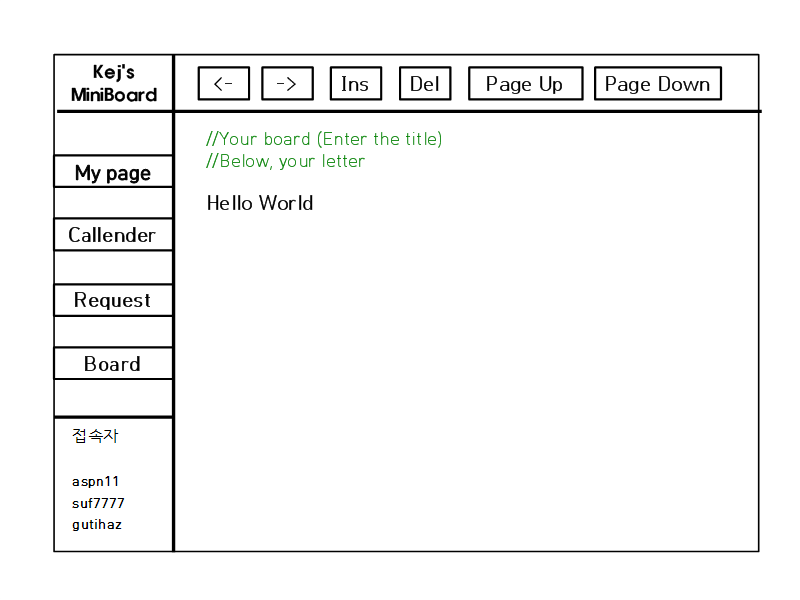 Kej's
MiniBoard
<- -> Ins Del Page Up Page Down
My page
Callender
Request
Board
접속자
aspn11
suf7777
gutihaz
//Your board (Enter the title)
//Below, your letter
Hello World